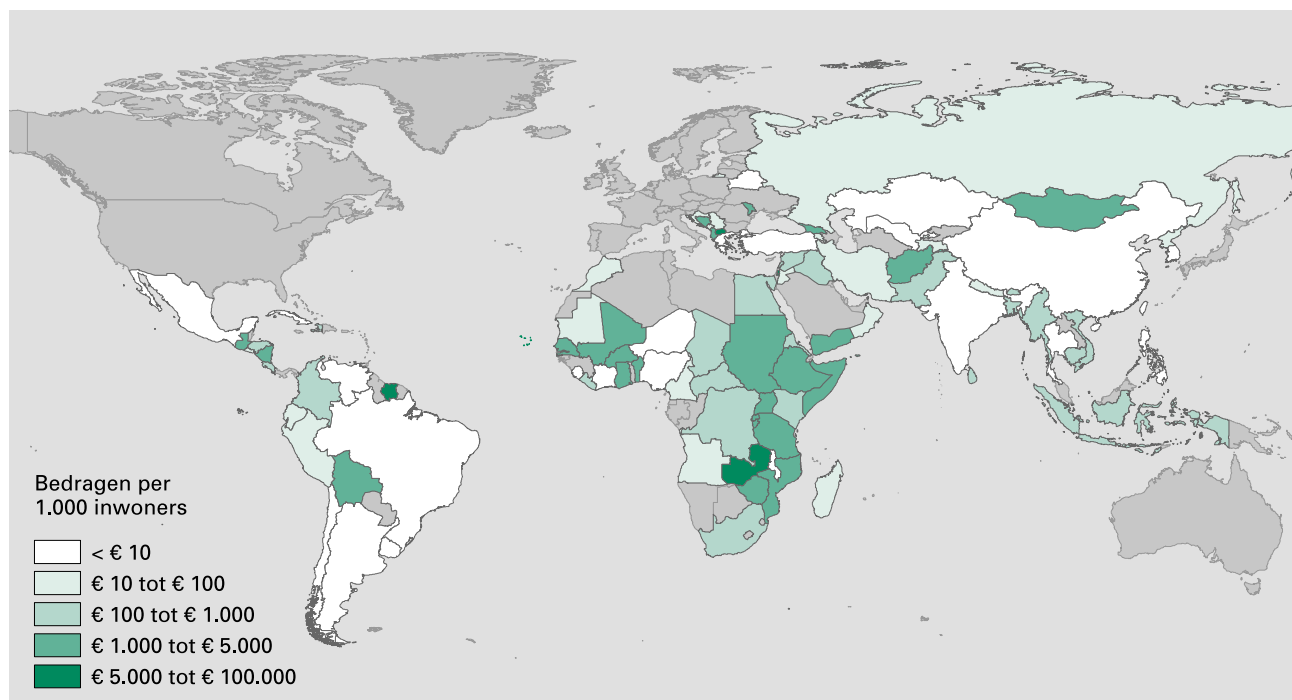 Bedragen per
1.000 inwoners
< € 10
€ 10 tot € 100
€ 100 tot € 1.000
€ 1.000 tot € 5.000
€ 5.000 tot € 100.000